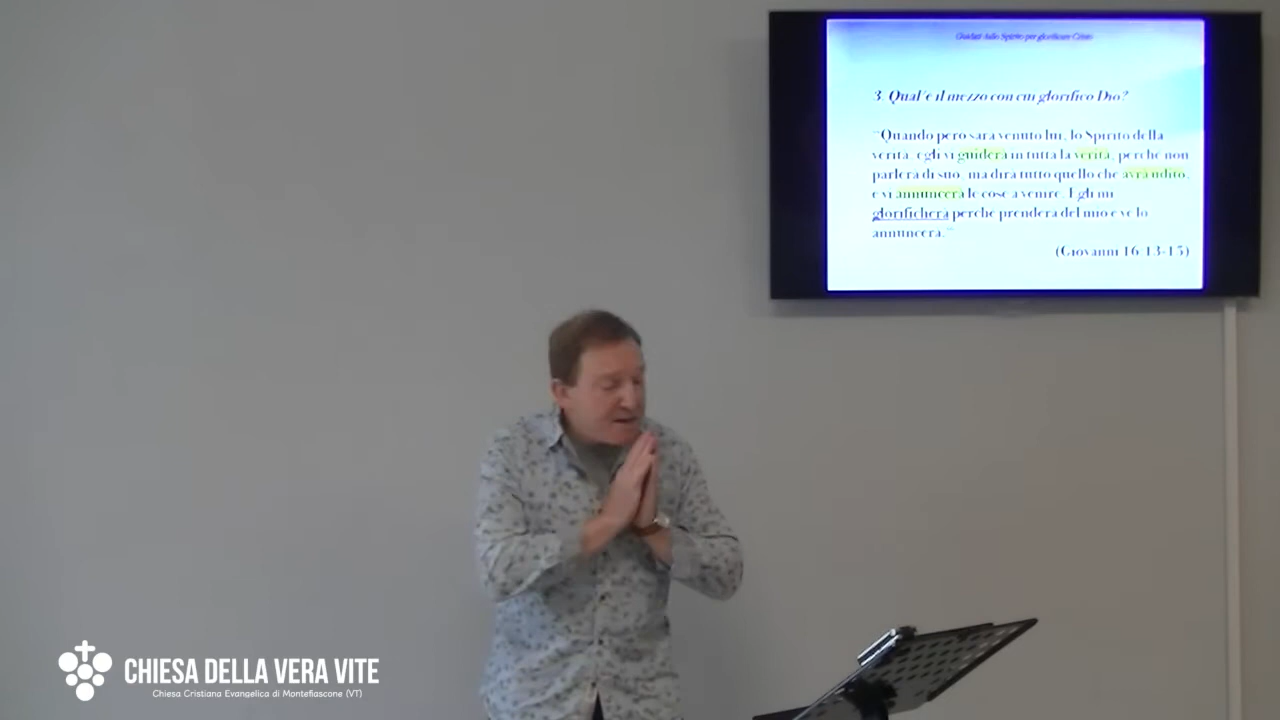 Guidati dallo Spirito per glorificare Cristo
3. Qual'è il mezzo con cui glorifico Dio?
“Quando però sarà venuto lui, lo Spirito della
verità, egli vi guiderà in tutta la verità, perché non
parlerà di suo, ma dirà tutto quello che avrà udito,
e vi annuncerà le cose a venire. Egli mi
glorificherà perché prenderà del mio e ve lo
annuncerà.”
(Giovanni 16:13-15)
CHIESA DELLA VERA VITE
Chiesa Cristiana Evangelica di Montefiascone (VT)